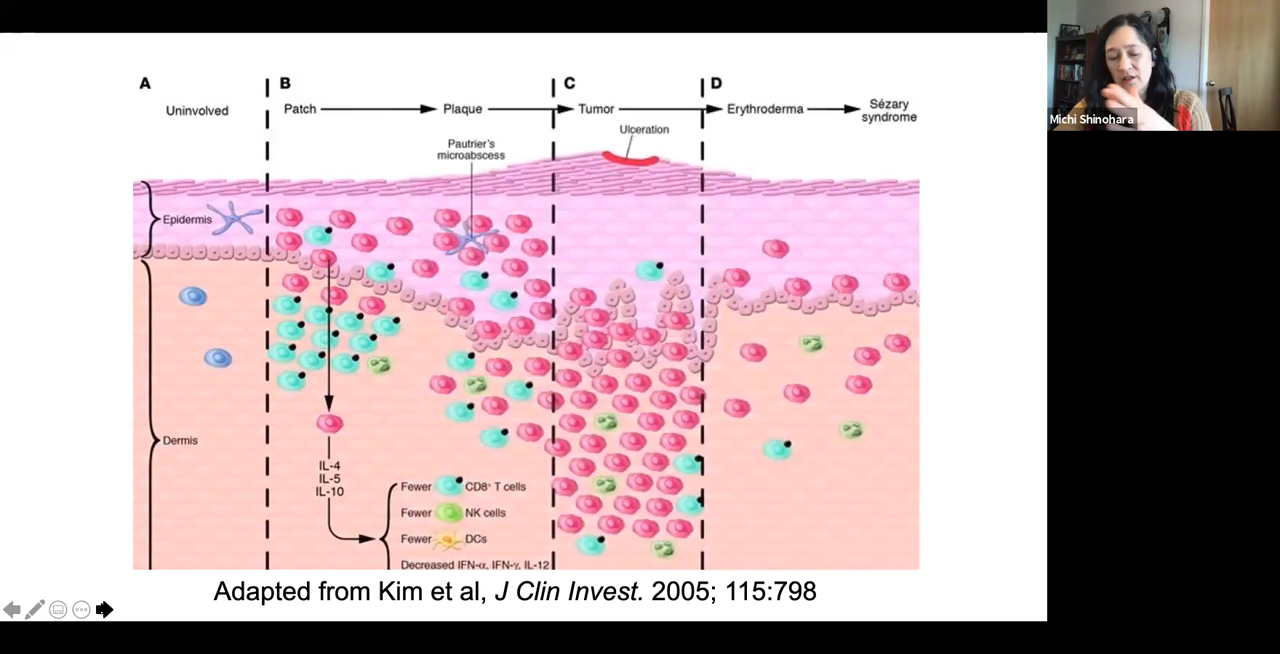 A
Uninvolved
B
Patch
Plaque
C
Tumor
D
Erythroderma
Sézary
syndrome
Ulceration
Pautrier's
microabscess
Epidermis
Dermis
IL-4
IL-5
IL-10
Fewer CD8+ T cells
Fewer NK cells
Fewer DCs
Decreased IFN-α, IFN-γ, IL-12
Adapted from Kim et al, J Clin Invest. 2005; 115:798
Michi Shinohara